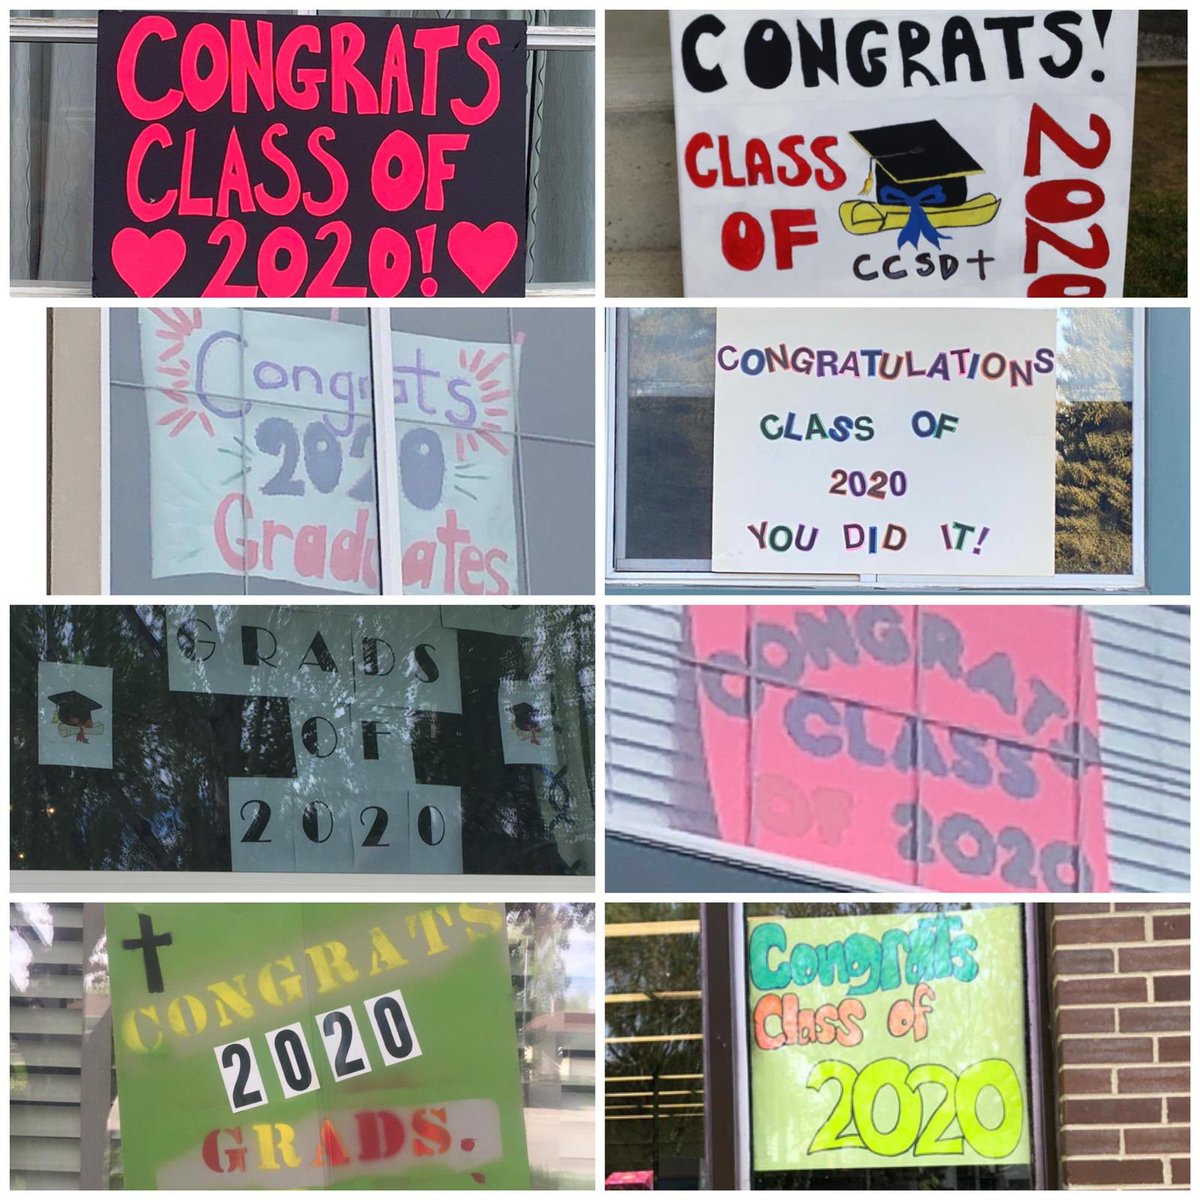 CONGRATS
CLASS OF
2020!
CONGRATS!
CLASS
OF
2020
CCSD
Congrats
2020
Graduates
CONGRATULATIONS
CLASS OF
2020
YOU DID IT!
GRADS
OF
2020
CONGRATS
CLASS
OF 2020
CONGRATS
2020
GRADS.
Congrats
Class of
2020